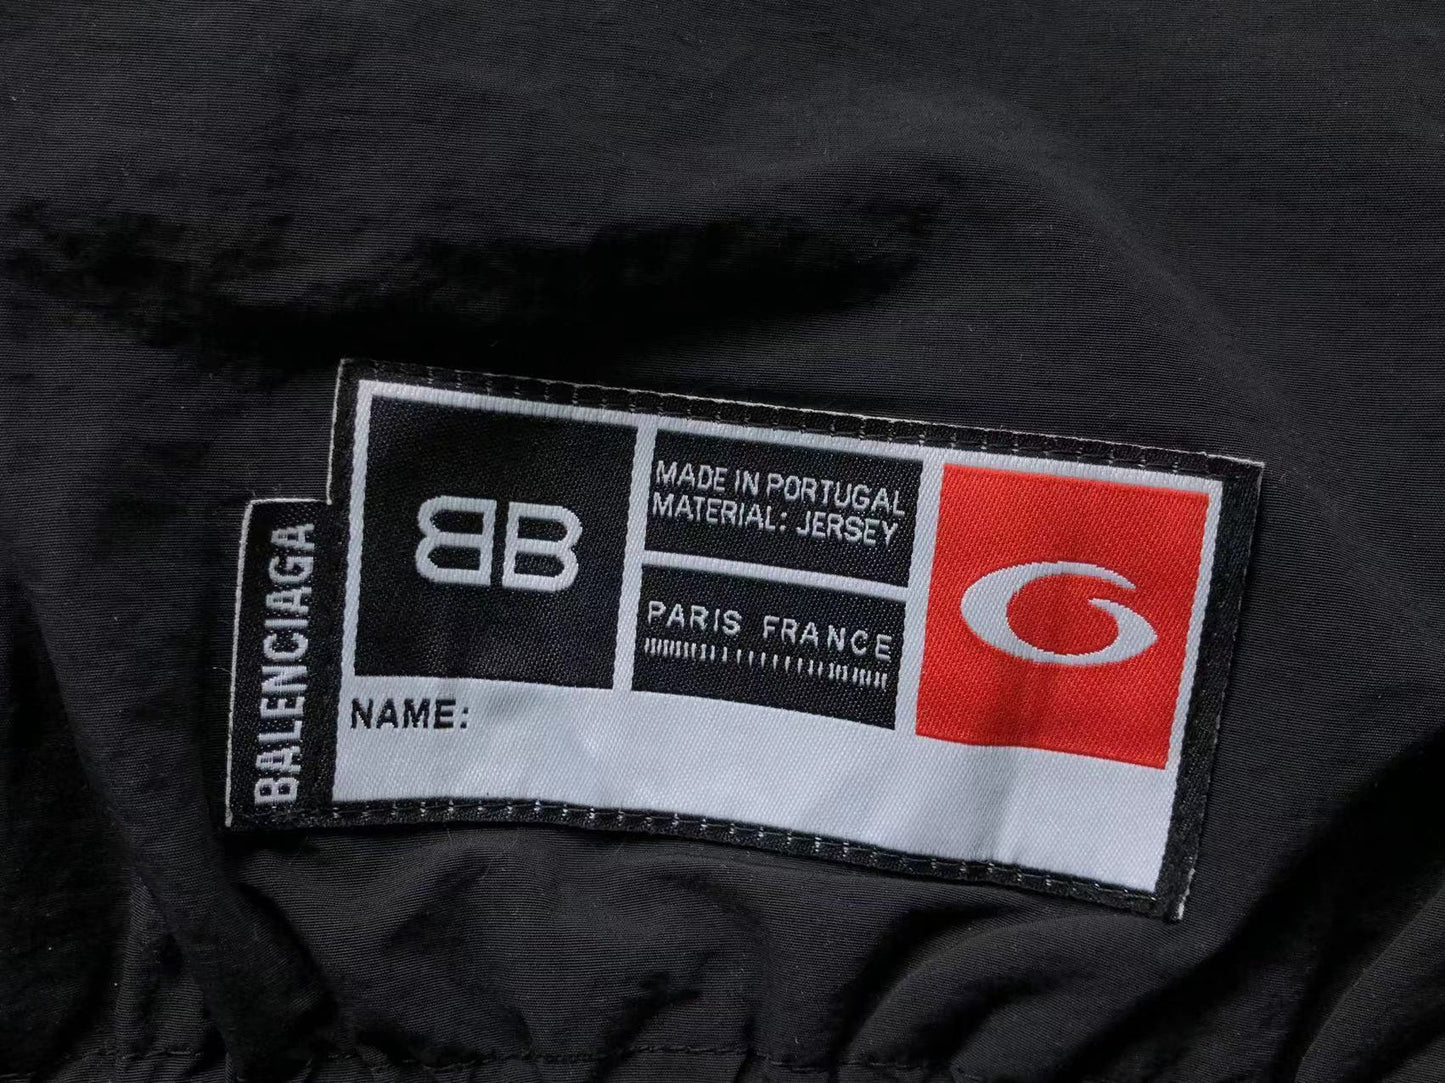 BALENCIAGA
BB
MADE IN PORTUGAL
MATERIAL: JERSEY
PARIS FRANCE
NAME: